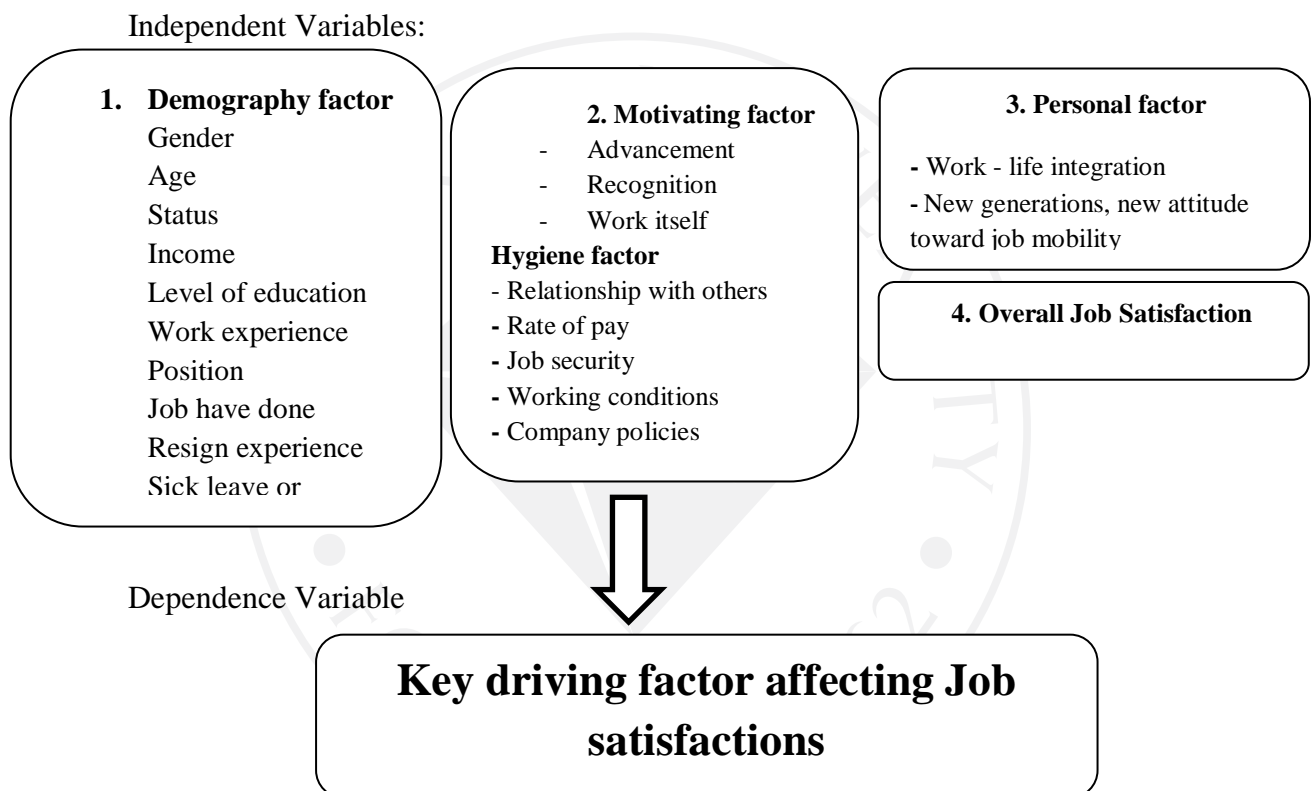 Independent Variables:
1. Demography factor
Gender
Age
Status
Income
Level of education
Work experience
Position
Job have done
Resign experience
Sick leave or
2. Motivating factor
- Advancement
- Recognition
- Work itself
Hygiene factor
- Relationship with others
- Rate of pay
- Job security
- Working conditions
- Company policies
3. Personal factor
- Work - life integration
- New generations, new attitude
toward job mobility
4. Overall Job Satisfaction
Dependence Variable
Key driving factor affecting Job
satisfactions